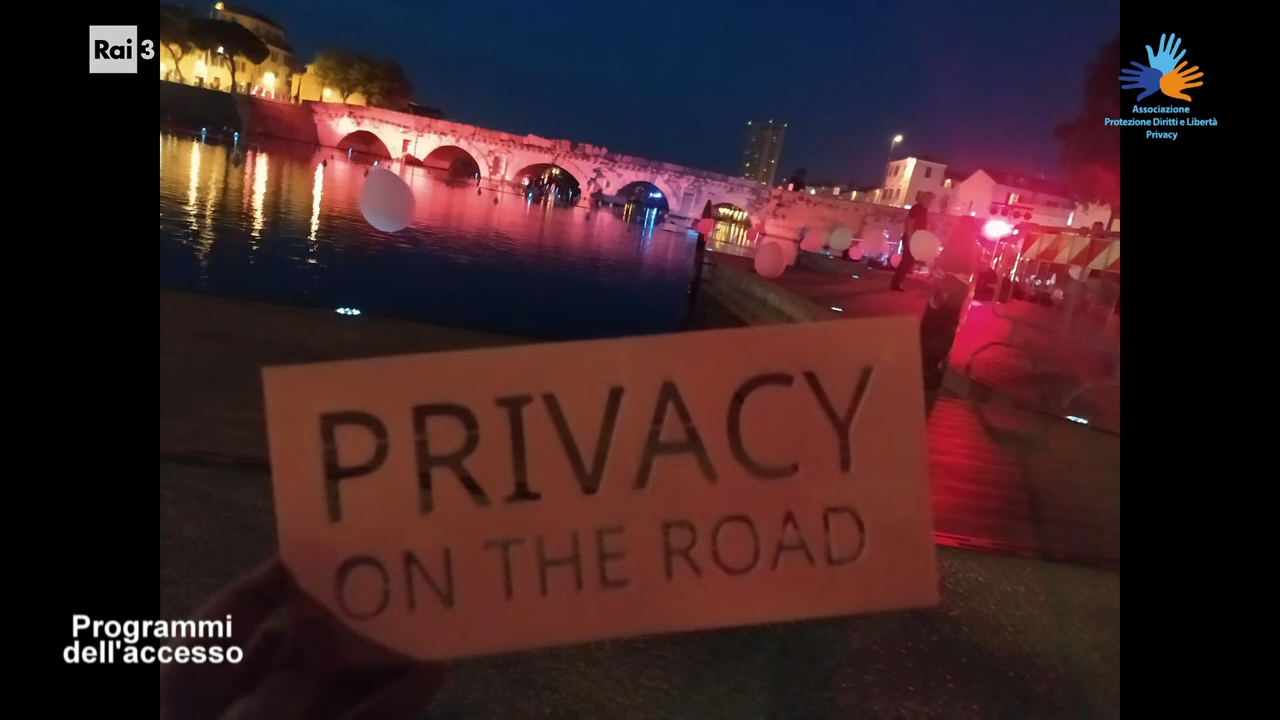 Rai 3
Associazione
Protezione Diritti e Libertà
Privacy
PRIVACY
ON THE ROAD
Programmi
dell'accesso